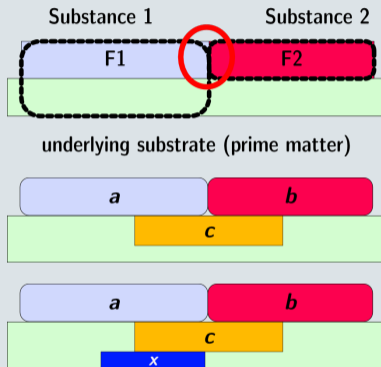 Substance 1 Substance 2
F1 F2
underlying substrate (prime matter)
a b
c
a b
c
x